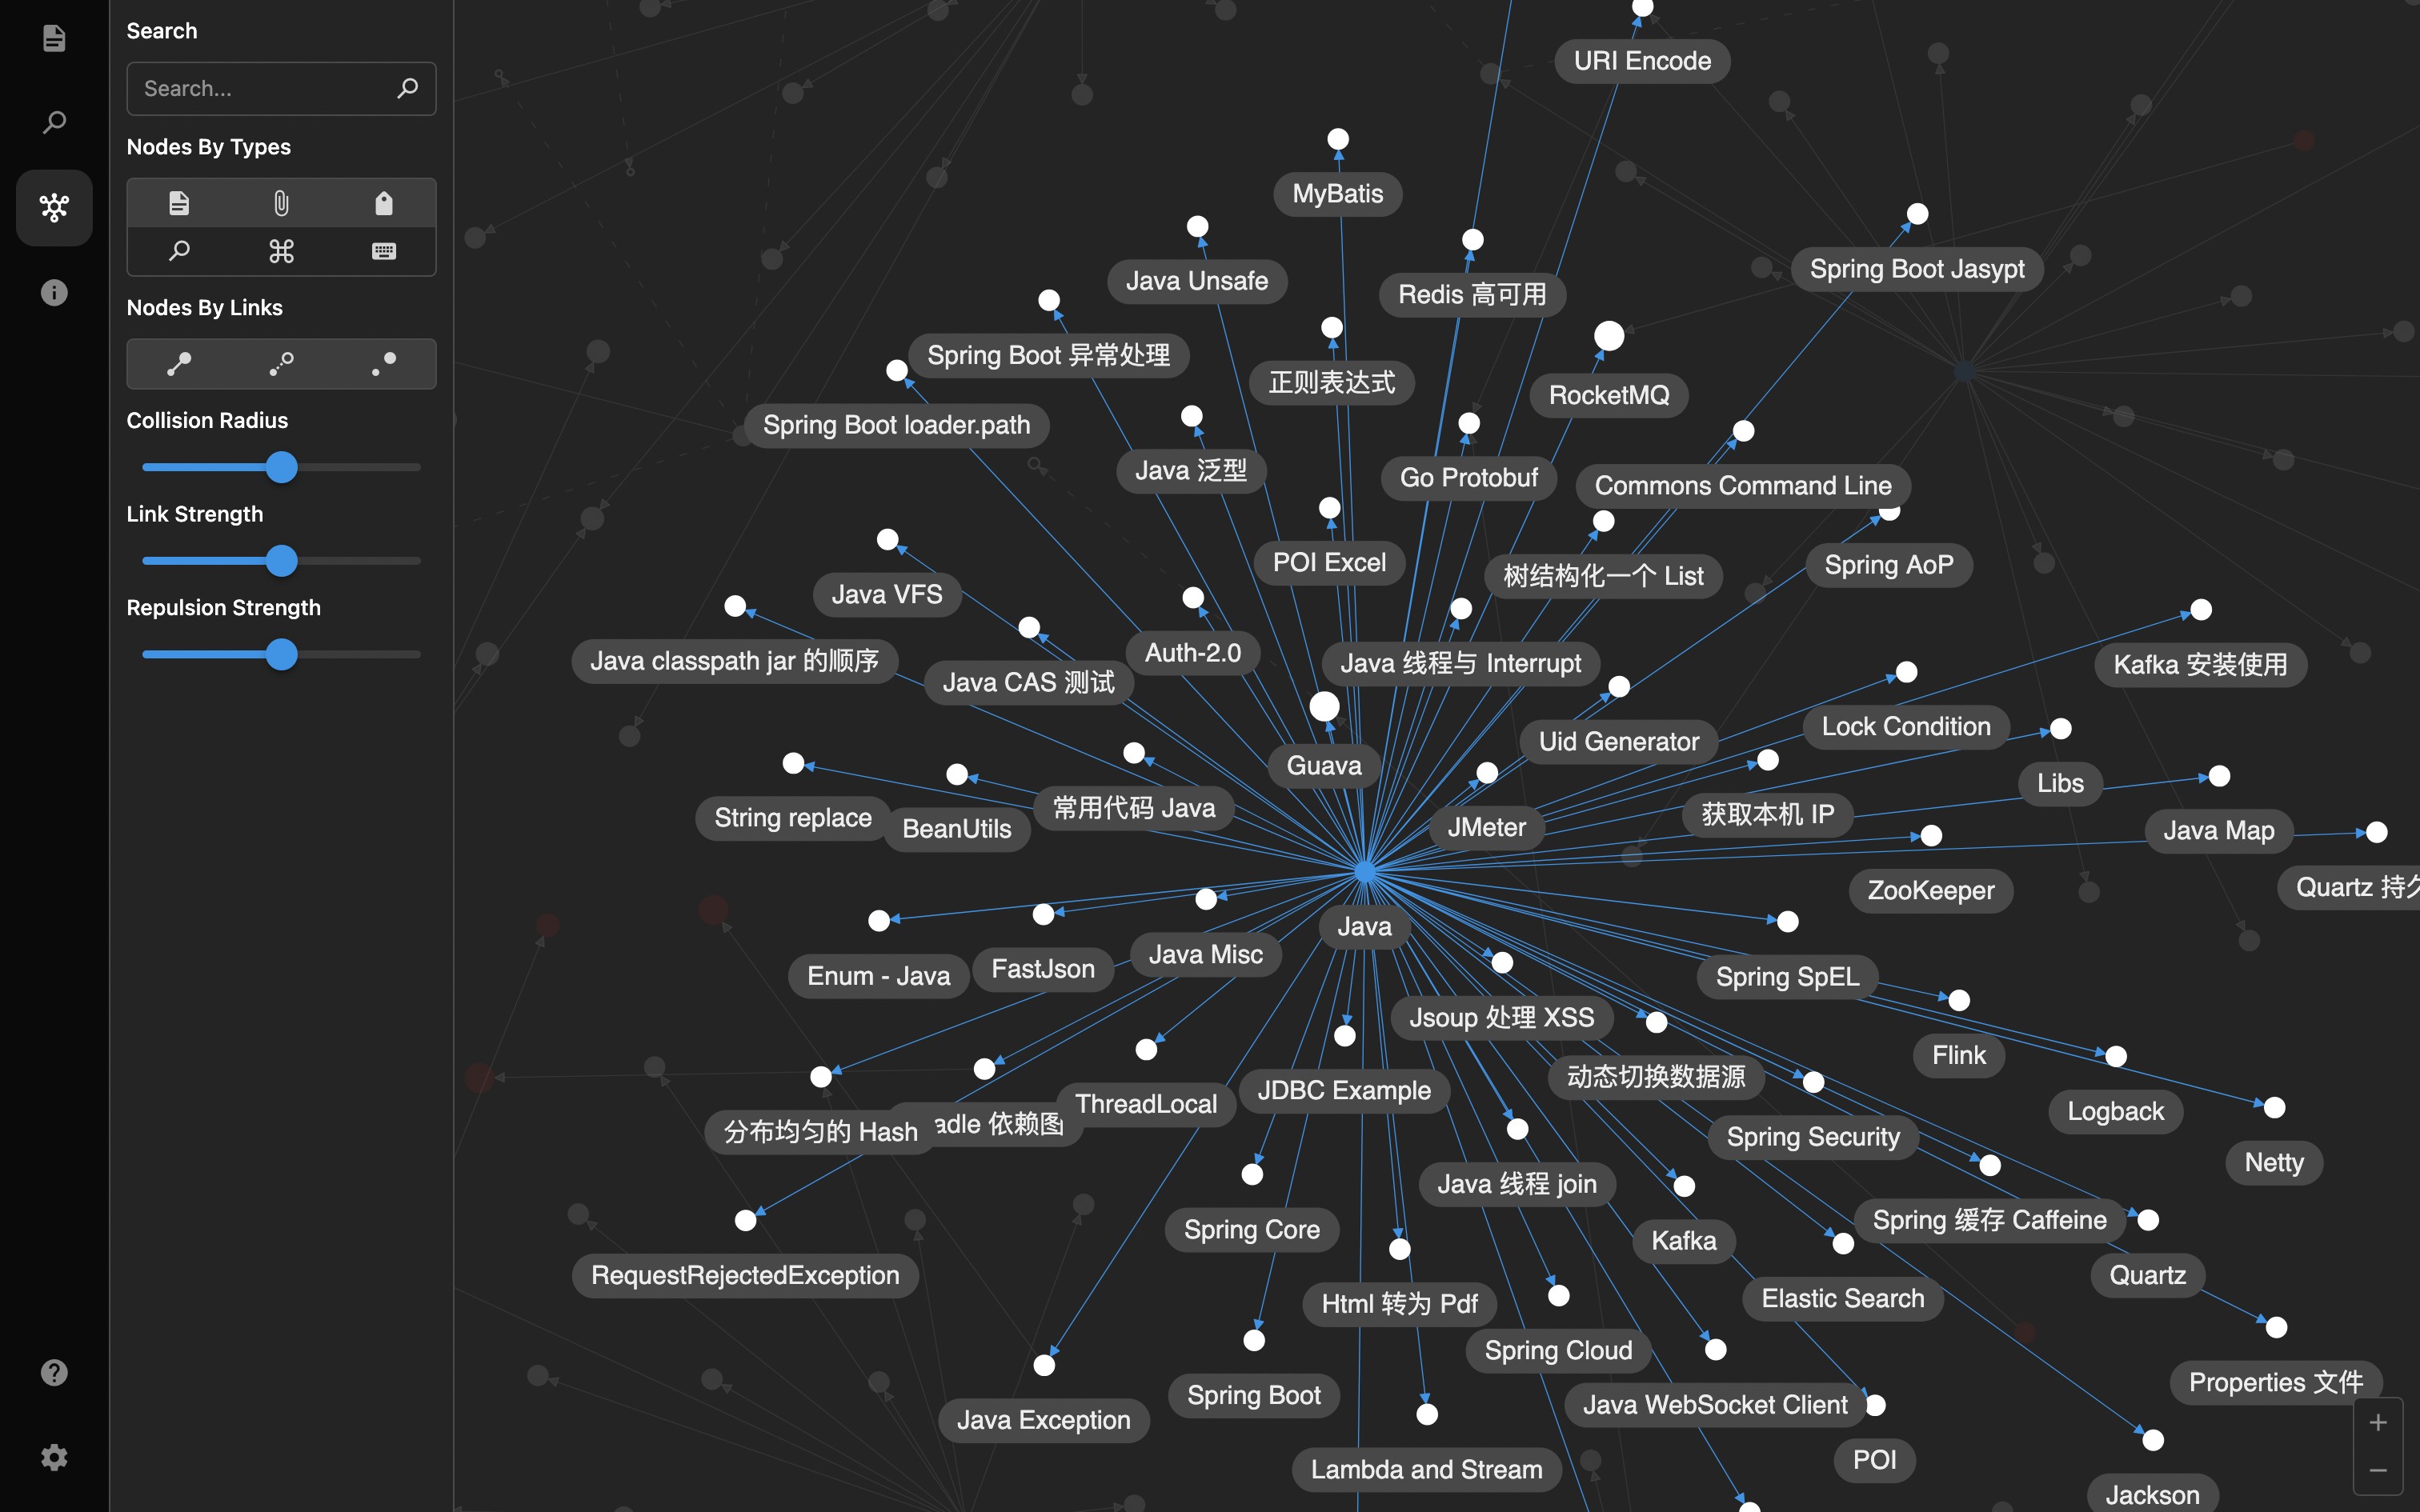 Search
Search...
Nodes By Types
Nodes By Links
Collision Radius
Link Strength
Repulsion Strength
URI Encode
MyBatis
Java Unsafe
Redis 高可用
Spring Boot Jasypt
Spring Boot 异常处理
正则表达式
RocketMQ
Spring Boot loader.path
Java 泛型
Go Protobuf
Commons Command Line
POI Excel
树结构化一个 List
Spring AoP
Java VFS
Java classpath jar 的顺序
Java CAS 测试
Auth-2.0
Java 线程与 Interrupt
Kafka 安装使用
Guava
Uid Generator
Lock Condition
Libs
String replace
BeanUtils
常用代码 Java
JMeter
获取本机 IP
Java Map
ZooKeeper
Quartz 持久
Java
Enum - Java
FastJson
Java Misc
Spring SpEL
Jsoup 处理 XSS
Flink
动态切换数据源
Logback
分布均匀的 Hash
adle 依赖图
ThreadLocal
JDBC Example
Spring Security
Netty
Java 线程 join
Spring Core
Kafka
Spring 缓存 Caffeine
RequestRejectedException
Html 转为 Pdf
Elastic Search
Quartz
Spring Cloud
Properties 文件
Java Exception
Spring Boot
Java WebSocket Client
Lambda and Stream
POI
Jackson